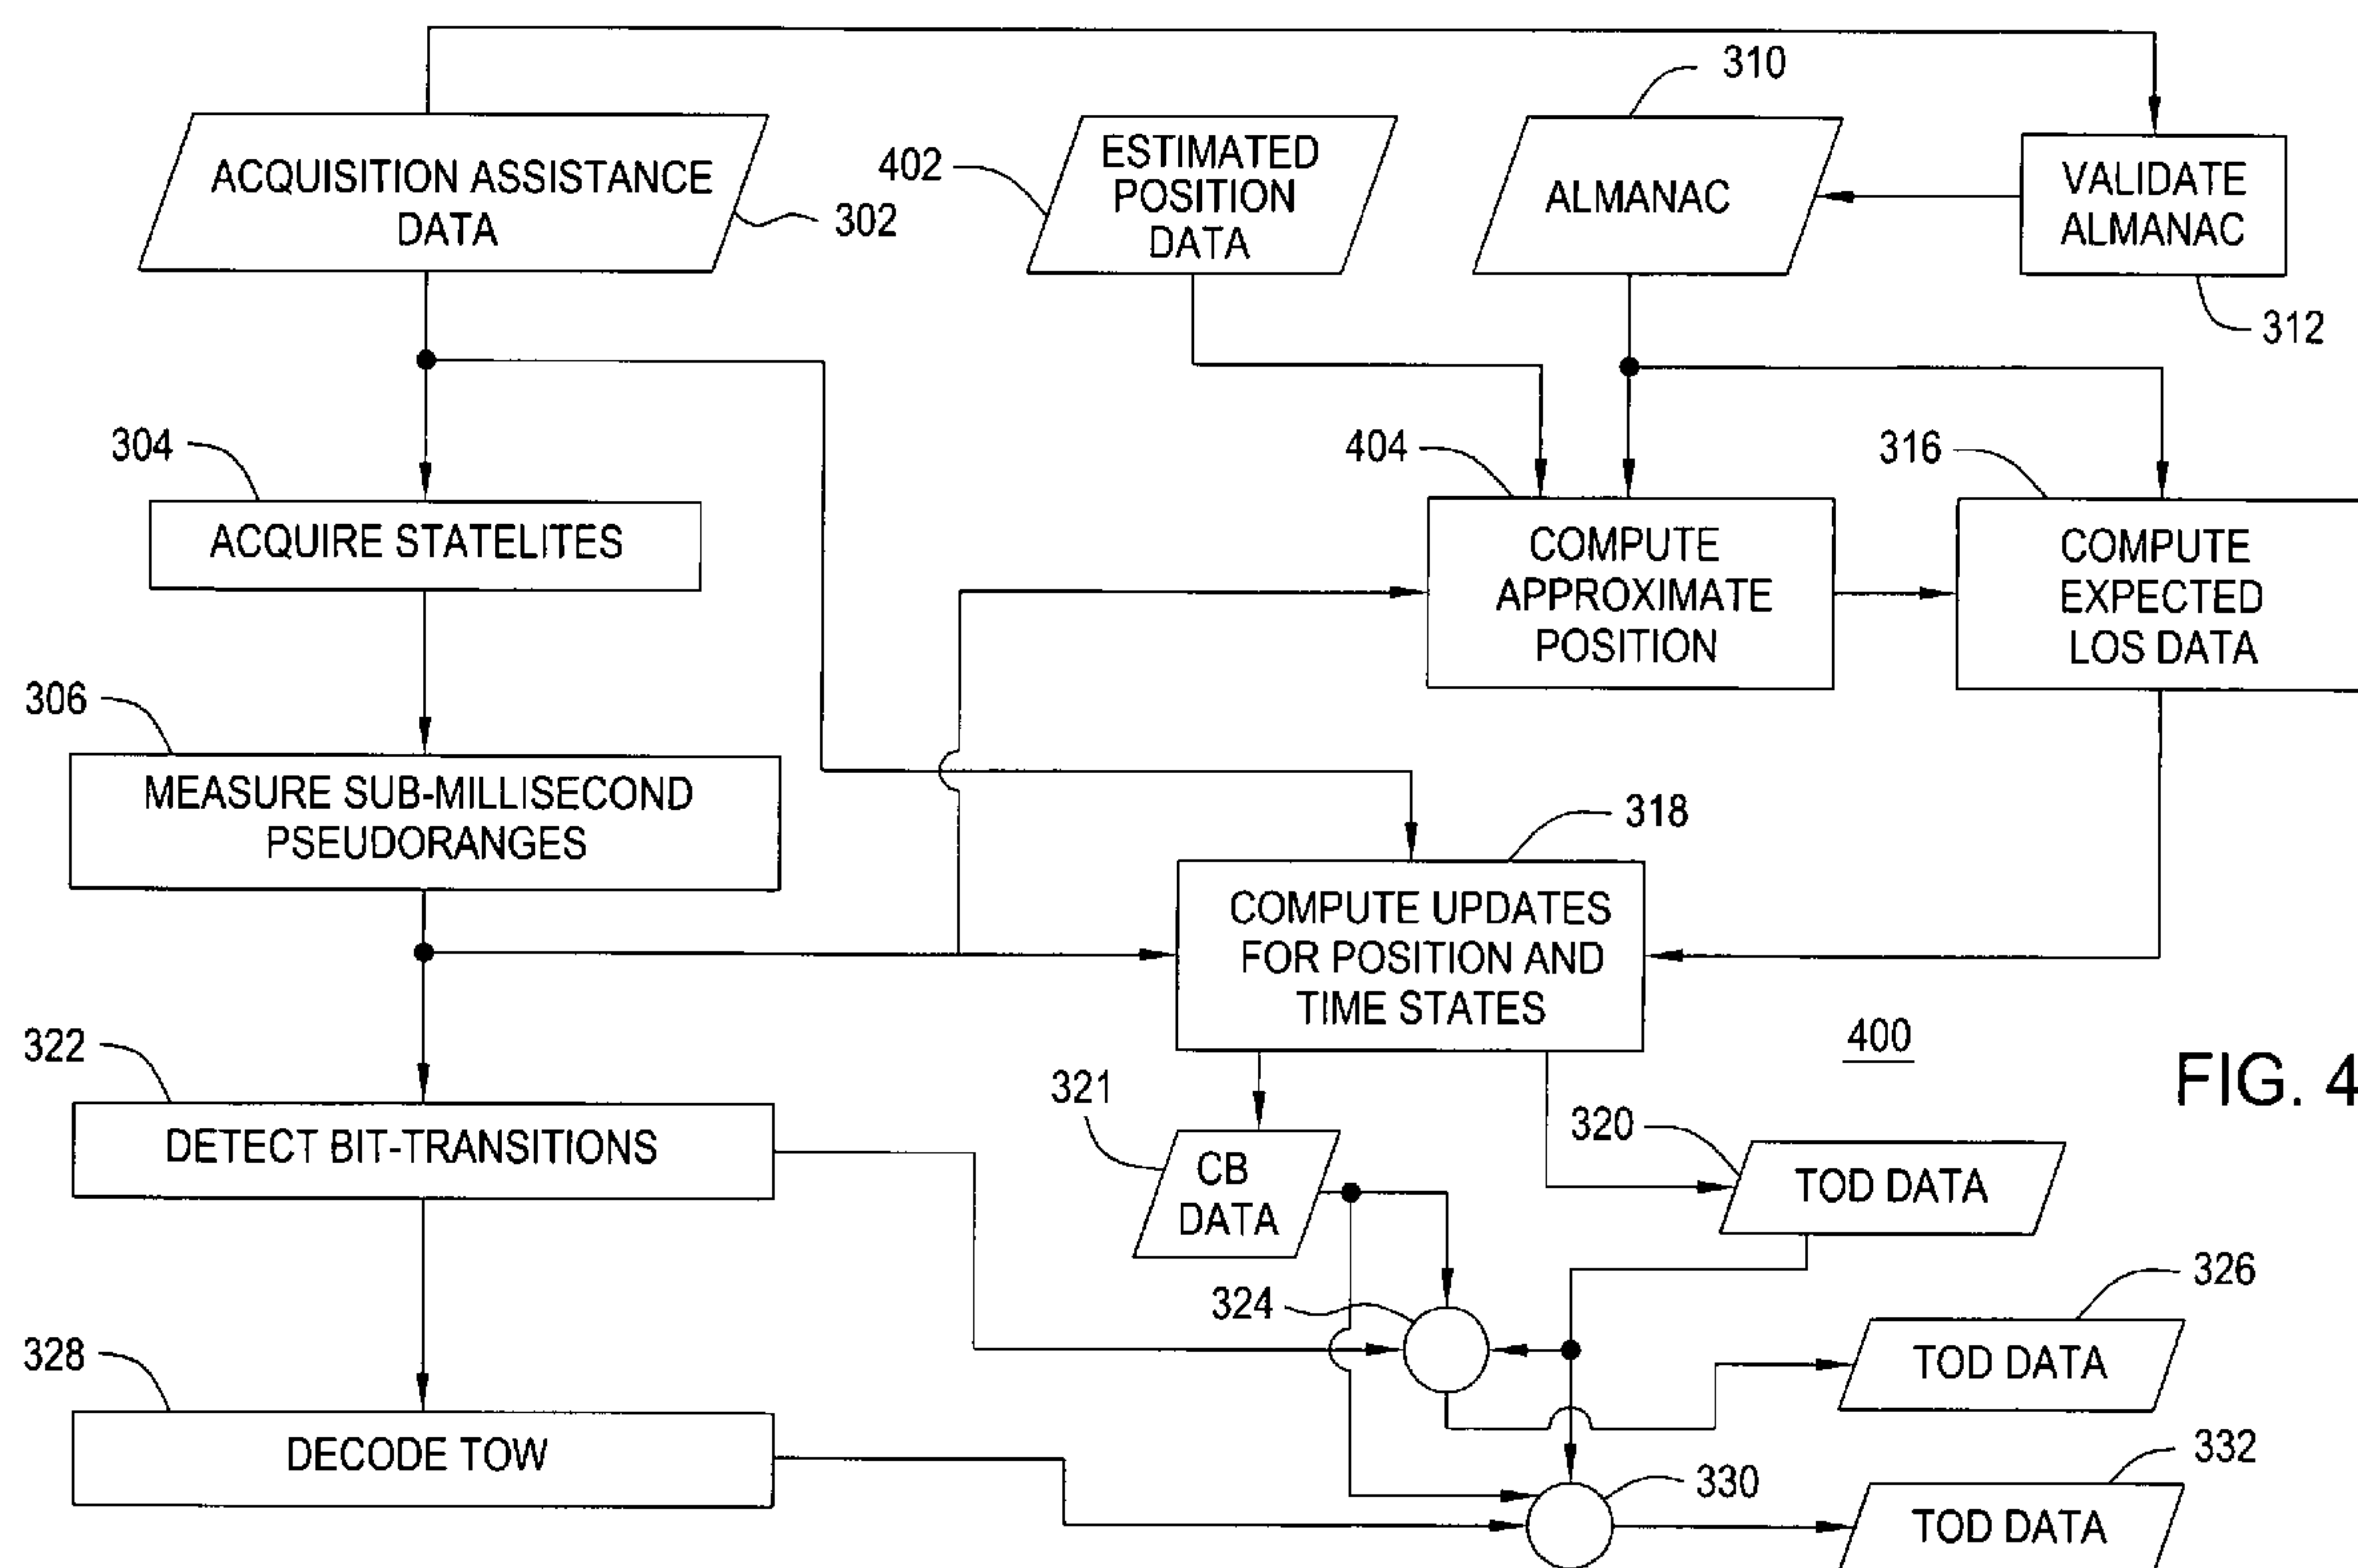 310
ACQUISITION ASSISTANCE
DATA
302
402
ESTIMATED
POSITION
DATA
ALMANAC
VALIDATE
ALMANAC
312
304
ACQUIRE STATELITES
404
COMPUTE
APPROXIMATE
POSITION
316
COMPUTE
EXPECTED
LOS DATA
306
MEASURE SUB-MILLISECOND
PSEUDORANGES
318
COMPUTE UPDATES
FOR POSITION AND
TIME STATES
400
FIG. 4
322
DETECT BIT-TRANSITIONS
321
CB
DATA
320
TOD DATA
324
326
TOD DATA
328
DECODE TOW
330
332
TOD DATA